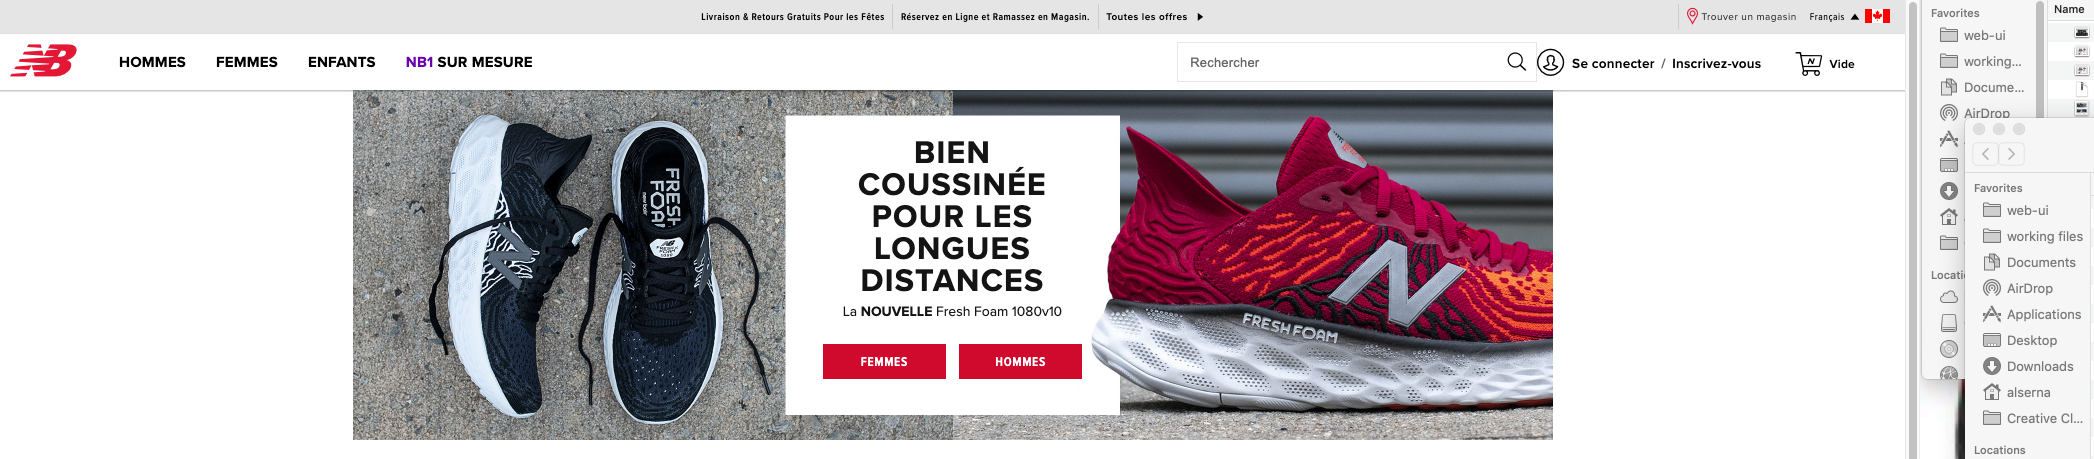 Livraison & Retours Gratuits Pour les Fêtes
Réservez en Ligne et Ramassez en Magasin.
Toutes les offres
Trouver un magasin
Français
NB
HOMMES
FEMMES
ENFANTS
NB1 SUR MESURE
Rechercher
Se connecter / Inscrivez-vous
Vide
BIEN
COUSSINÉE
POUR LES
LONGUES
DISTANCES
La NOUVELLE Fresh Foam 1080v10
FEMMES
HOMMES
FRESH
FOA
FRESH FOAM
N
Favorites
web-ui
working...
Docume...
AirDrop
Locatio
Name
Favorites
web-ui
working files
Documents
AirDrop
Applications
Desktop
Downloads
alserna
Creative Cl...
Locations